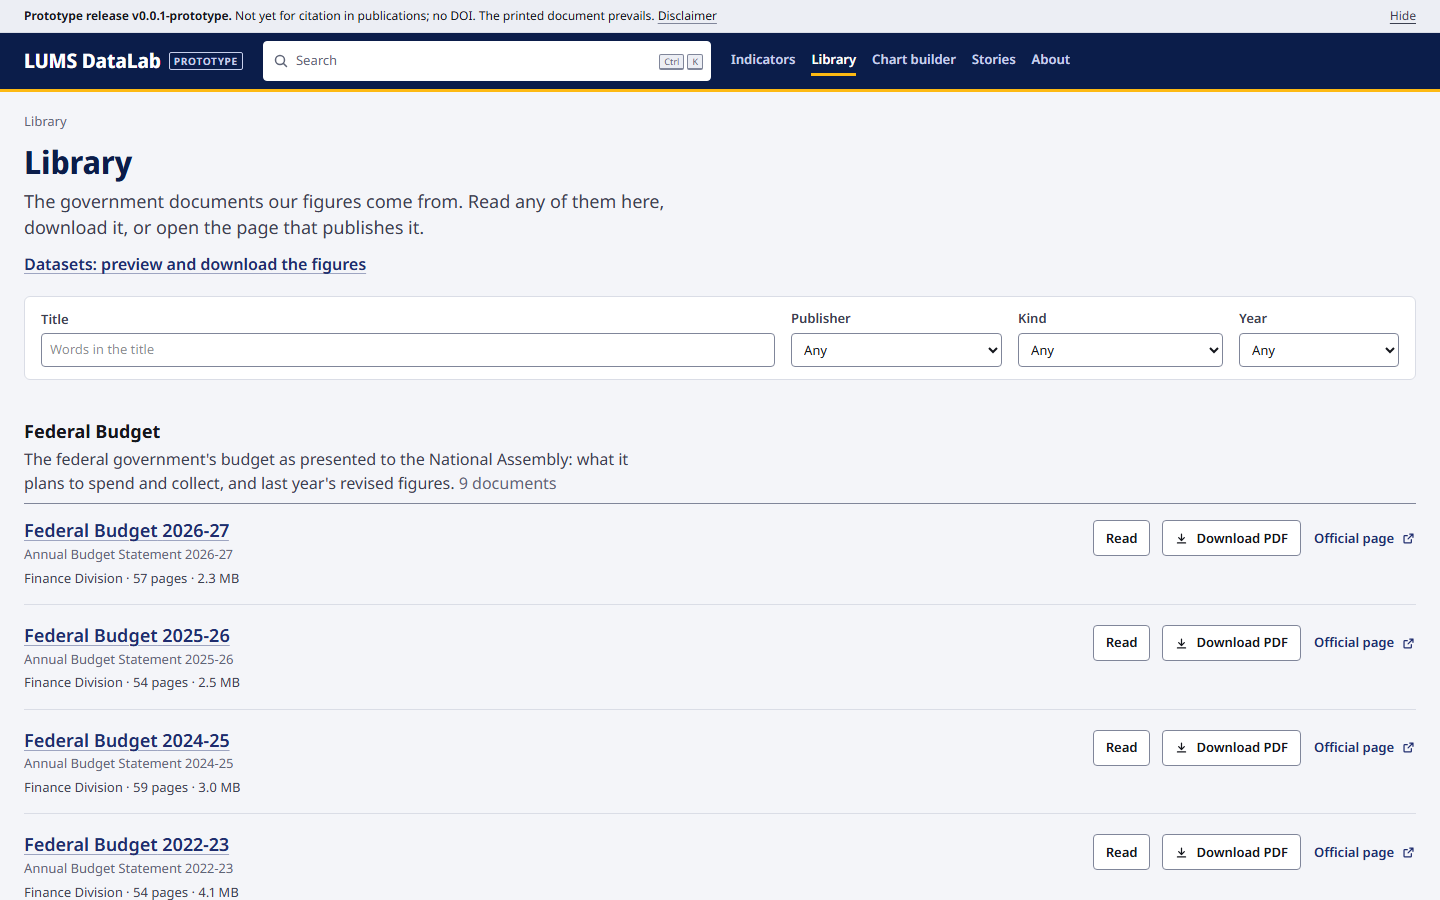 Prototype release v0.0.1-prototype. Not yet for citation in publications; no DOI. The printed document prevails. Disclaimer
Hide
LUMS DataLab
PROTOTYPE
Search
Ctrl K
Indicators
Library
Chart builder
Stories
About
Library
Library
The government documents our figures come from. Read any of them here,
download it, or open the page that publishes it.
Datasets: preview and download the figures
Title
Words in the title
Publisher
Any
Kind
Any
Year
Any
Federal Budget
The federal government's budget as presented to the National Assembly: what it
plans to spend and collect, and last year's revised figures. 9 documents
Federal Budget 2026-27
Annual Budget Statement 2026-27
Finance Division · 57 pages · 2.3 MB
Read
Download PDF
Official page
Federal Budget 2025-26
Annual Budget Statement 2025-26
Finance Division · 54 pages · 2.5 MB
Read
Download PDF
Official page
Federal Budget 2024-25
Annual Budget Statement 2024-25
Finance Division · 59 pages · 3.0 MB
Read
Download PDF
Official page
Federal Budget 2022-23
Annual Budget Statement 2022-23
Finance Division · 54 pages · 4.1 MB
Read
Download PDF
Official page